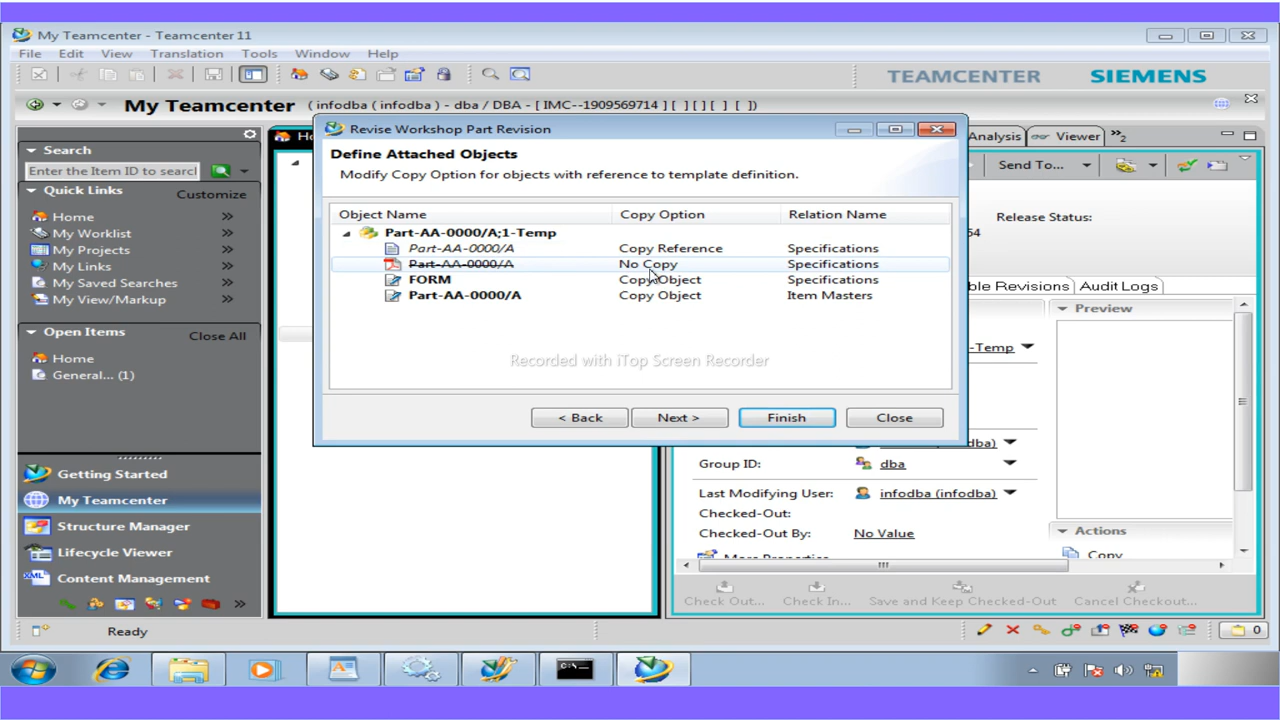 My Teamcenter - Teamcenter 11
File Edit View Translation Tools Window Help
TEAMCENTER SIEMENS
My Teamcenter ( infodba ( infodba ) - dba / DBA - [ IMC--1909569714 ] [ ] [ ] [ ] [ ])
Search
Enter the Item ID to search
Quick Links Customize
Home
My Worklist
My Projects
My Links
My Saved Searches
My View/Markup
Open Items Close All
Home
General... (1)
Getting Started
My Teamcenter
Structure Manager
Lifecycle Viewer
Content Management
Ready
Revise Workshop Part Revision
Define Attached Objects
Modify Copy Option for objects with reference to template definition.
Object Name Copy Option Relation Name
Part-AA-0000/A;1-Temp
Part-AA-0000/A Copy Reference Specifications
Part-AA-0000/A No Copy Specifications
FORM Copy Object Specifications
Part-AA-0000/A Copy Object Item Masters
Recorded with iTop Screen Recorder
< Back Next > Finish Close
Analysis Viewer »2
Send To...
Release Status:
54
ble Revisions Audit Logs
Preview
-Temp
(infodba)
Group ID: dba
Last Modifying User: infodba (infodba)
Checked-Out:
Checked-Out By: No Value
More Properties
Actions
Copy
Check Out... Check In... Save and Keep Checked-Out Cancel Checkout...
0